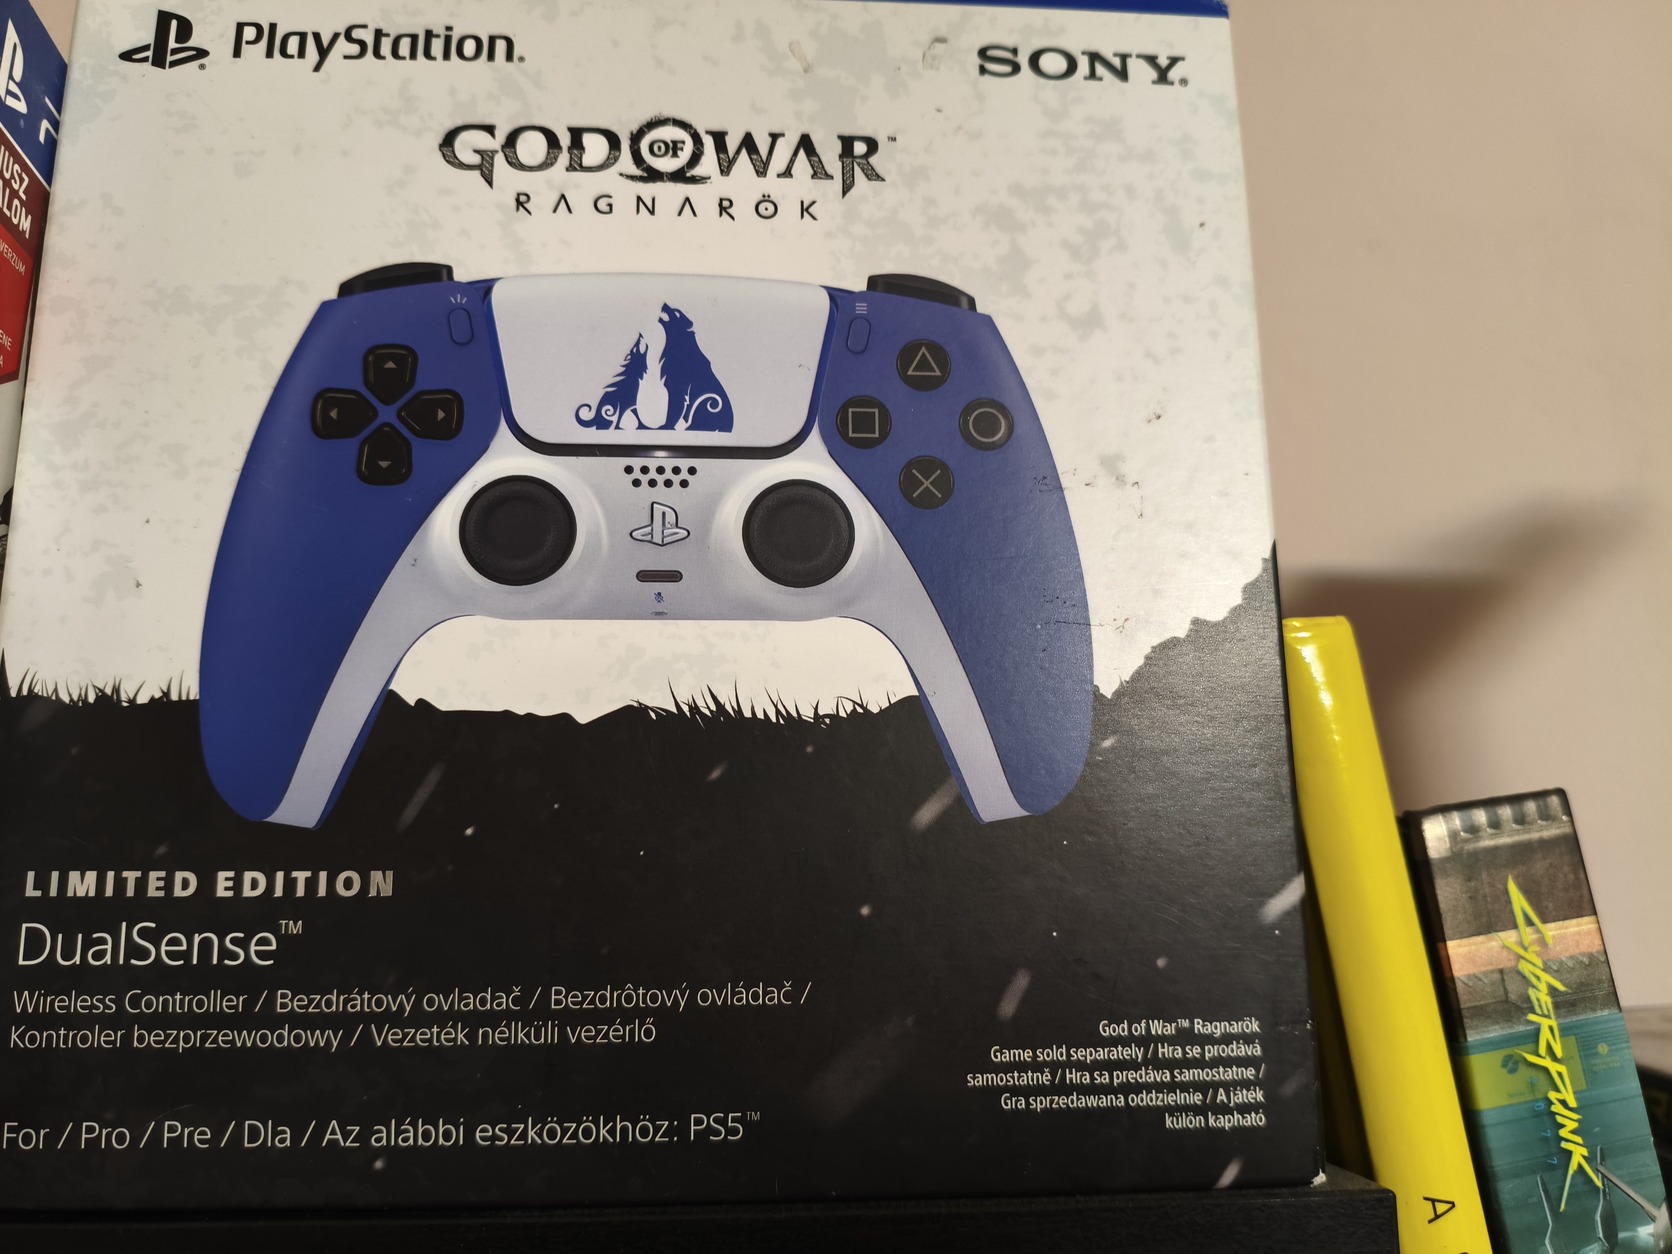 PlayStation®
SONY®
GOD OF WAR™
RAGNARÖK
LIMITED EDITION
DualSense™
Wireless Controller / Bezdrátový ovladač / Bezdrôtový ovládač /
Kontroler bezprzewodowy / Vezeték nélküli vezérlő
For / Pro / Pre / Dla / Az alábbi eszközökhöz: PS5™
God of War™ Ragnarök
Game sold separately / Hra se prodává
samostatně / Hra sa predáva samostatne /
Gra sprzedawana oddzielnie / A játék
külön kapható
VERZUM
A
CYBERPUNK